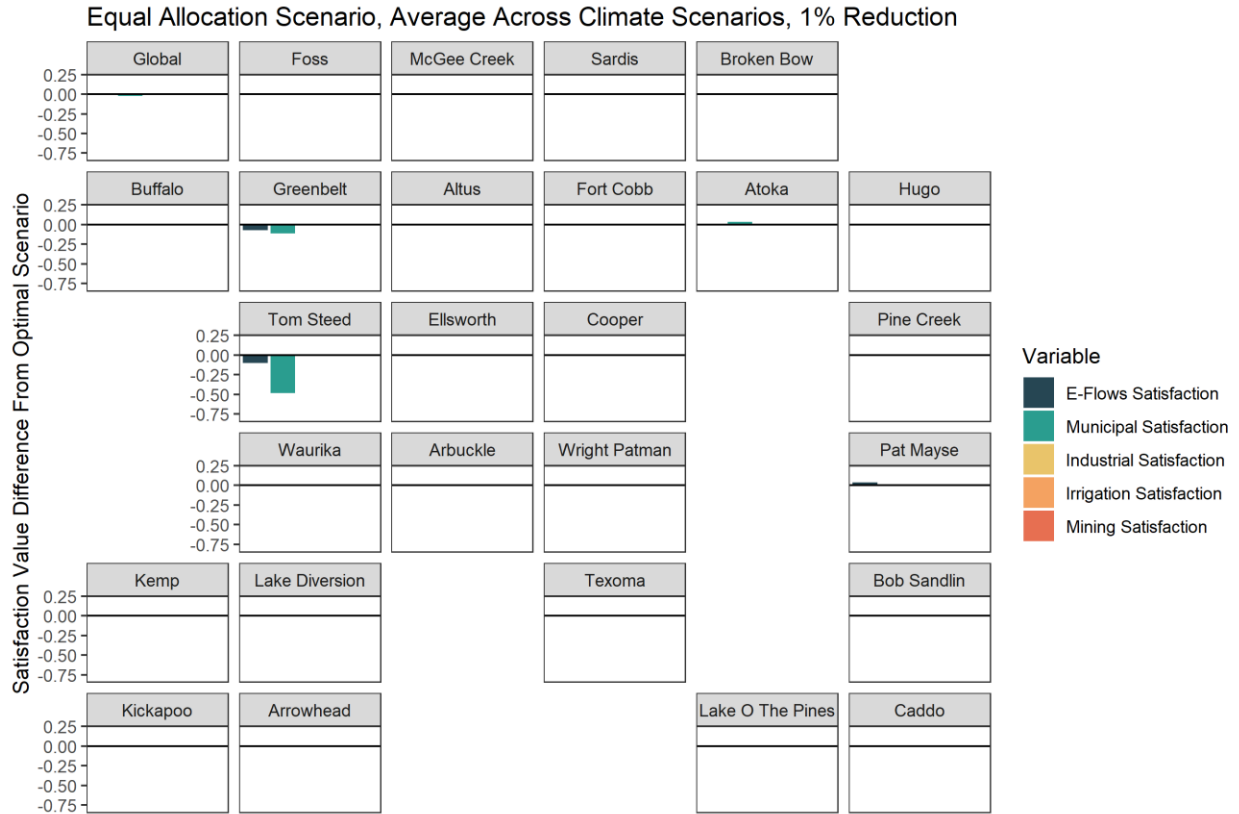 Equal Allocation Scenario, Average Across Climate Scenarios, 1% Reduction
Satisfaction Value Difference From Optimal Scenario
Global
Foss
McGee Creek
Sardis
Broken Bow
0.25
0.00
-0.25
-0.50
-0.75
Buffalo
Greenbelt
Altus
Fort Cobb
Atoka
Hugo
0.25
0.00
-0.25
-0.50
-0.75
Tom Steed
Ellsworth
Cooper
Pine Creek
0.25
0.00
-0.25
-0.50
-0.75
Waurika
Arbuckle
Wright Patman
Pat Mayse
0.25
0.00
-0.25
-0.50
-0.75
Kemp
Lake Diversion
Texoma
Bob Sandlin
0.25
0.00
-0.25
-0.50
-0.75
Kickapoo
Arrowhead
Lake O The Pines
Caddo
0.25
0.00
-0.25
-0.50
-0.75
Variable
E-Flows Satisfaction
Municipal Satisfaction
Industrial Satisfaction
Irrigation Satisfaction
Mining Satisfaction